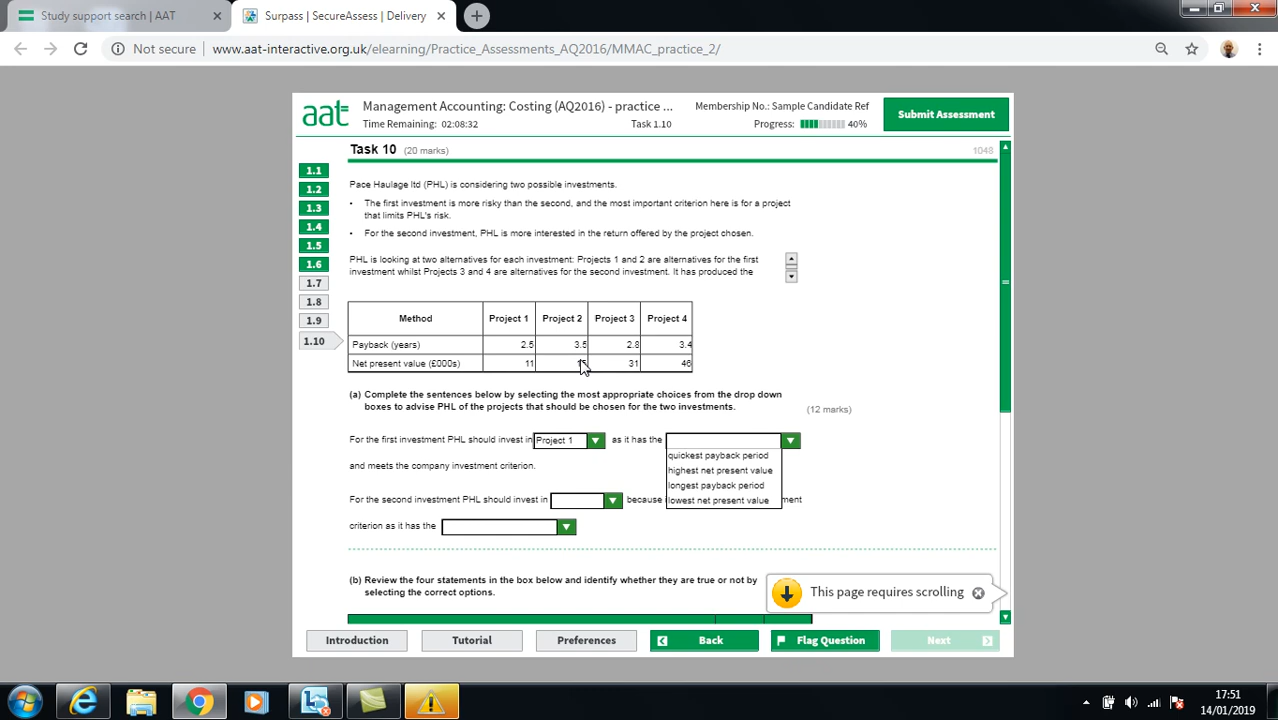 Study support search | AAT
Surpass | SecureAssess | Delivery
Not secure
www.aat-interactive.org.uk/elearning/Practice_Assessments_AQ2016/MMAC_practice_2/
aat
Management Accounting: Costing (AQ2016) - practice ...
Membership No.: Sample Candidate Ref
Submit Assessment
Time Remaining: 02:08:32
Task 1.10
Progress:
40%
Task 10 (20 marks)
1048
1.1
1.2
1.3
1.4
1.5
1.6
1.7
1.8
1.9
1.10
Pace Haulage ltd (PHL) is considering two possible investments.
• The first investment is more risky than the second, and the most important criterion here is for a project
that limits PHL's risk.
• For the second investment, PHL is more interested in the return offered by the project chosen.
PHL is looking at two alternatives for each investment: Projects 1 and 2 are alternatives for the first
investment whilst Projects 3 and 4 are alternatives for the second investment. It has produced the
Method Project 1 Project 2 Project 3 Project 4
Payback (years) 2.5 3.5 2.8 3.4
Net present value (£000s) 11 31 46
(a) Complete the sentences below by selecting the most appropriate choices from the drop down
boxes to advise PHL of the projects that should be chosen for the two investments.
(12 marks)
For the first investment PHL should invest in Project 1 as it has the
quickest payback period
and meets the company investment criterion.
highest net present value
longest payback period
For the second investment PHL should invest in because lowest net present value ment
criterion as it has the
(b) Review the four statements in the box below and identify whether they are true or not by
selecting the correct options.
This page requires scrolling
Introduction
Tutorial
Preferences
Back
Flag Question
Next
17:51
14/01/2019